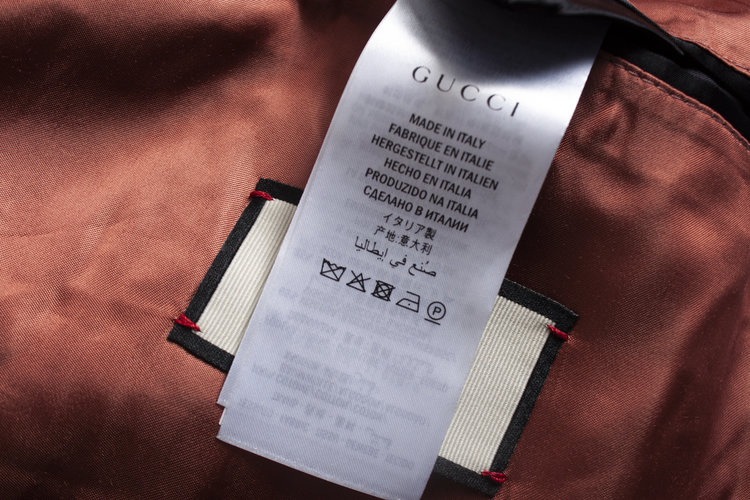 GUCCI
MADE IN ITALY
FABRIQUE EN ITALIE
HERGESTELLT IN ITALIEN
HECHO EN ITALIA
PRODUZIDO NA ITALIA
СДЕЛАНО В ИТАЛИИ
イタリア製
产地:意大利
صُنع في إيطاليا
P